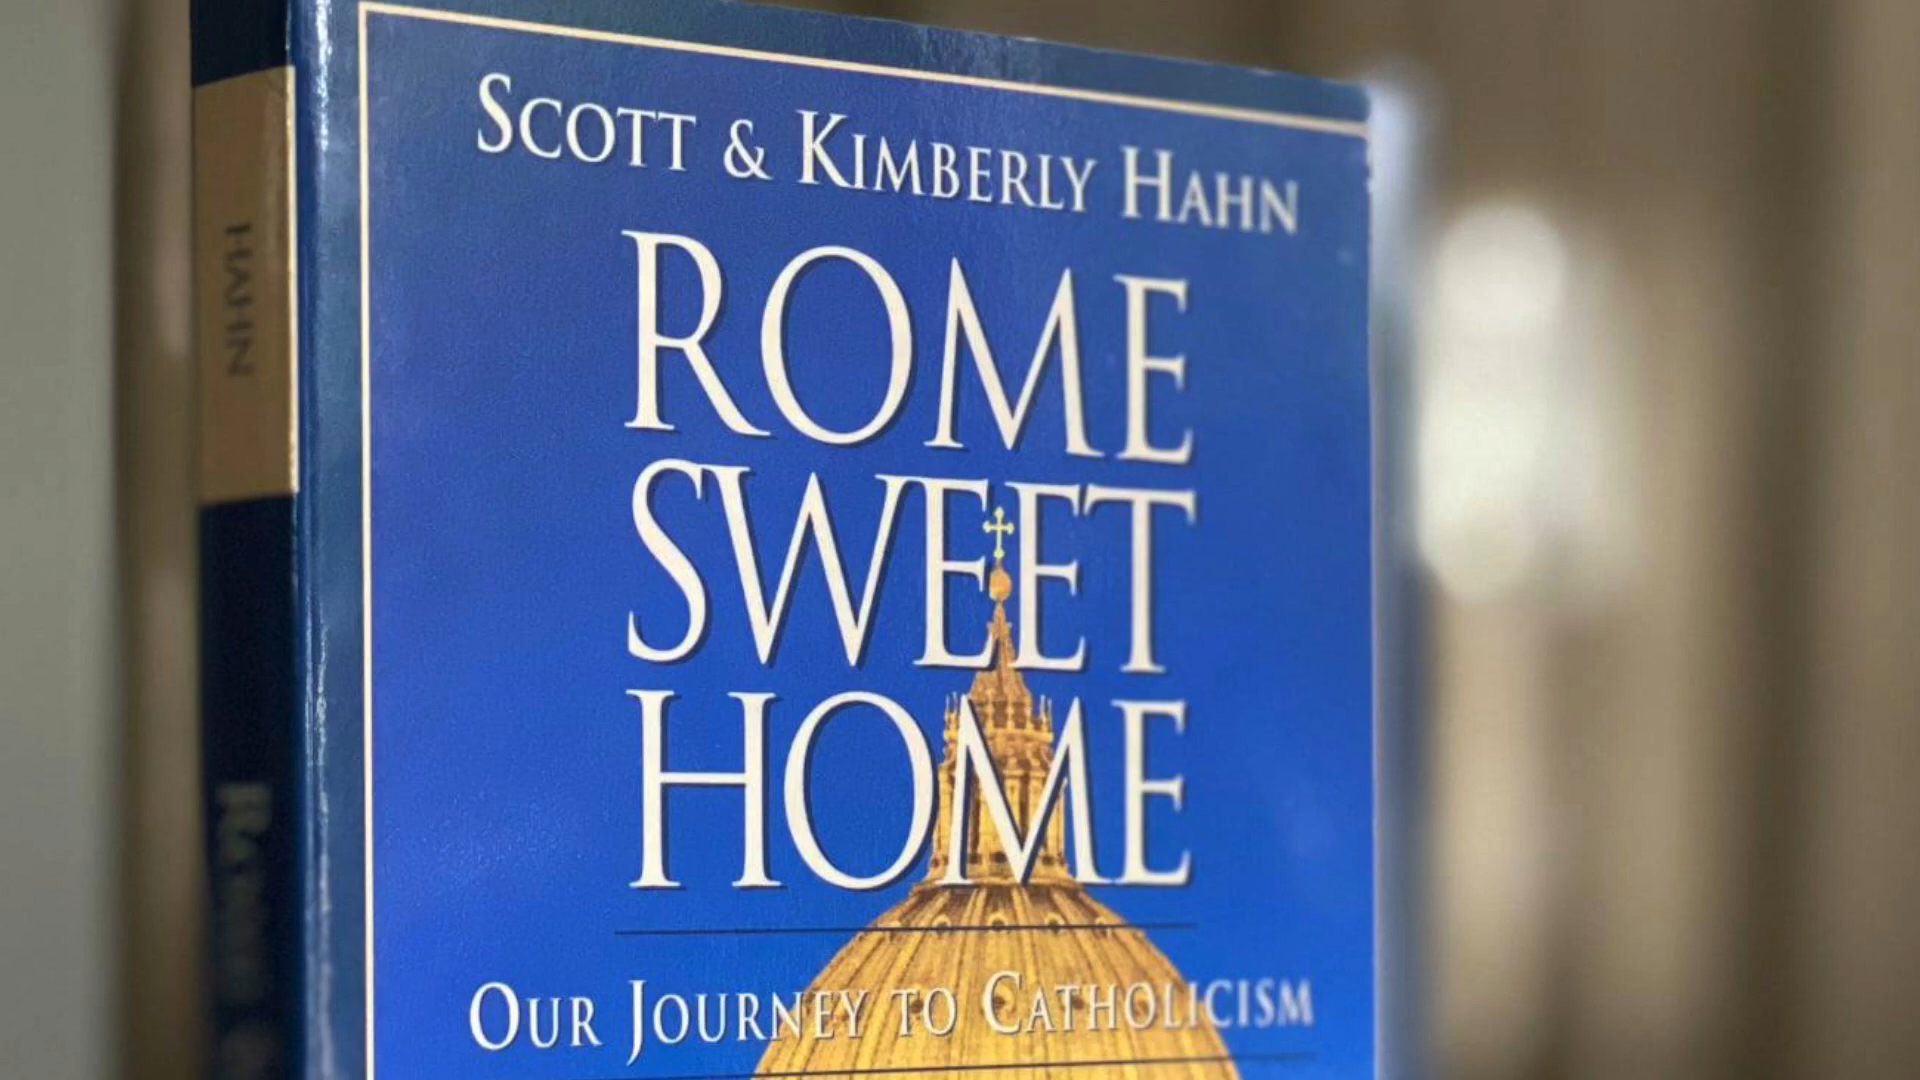 SCOTT & KIMBERLY HAHN
ROME
SWEET
HOME
OUR JOURNEY TO CATHOLICISM
HAHN